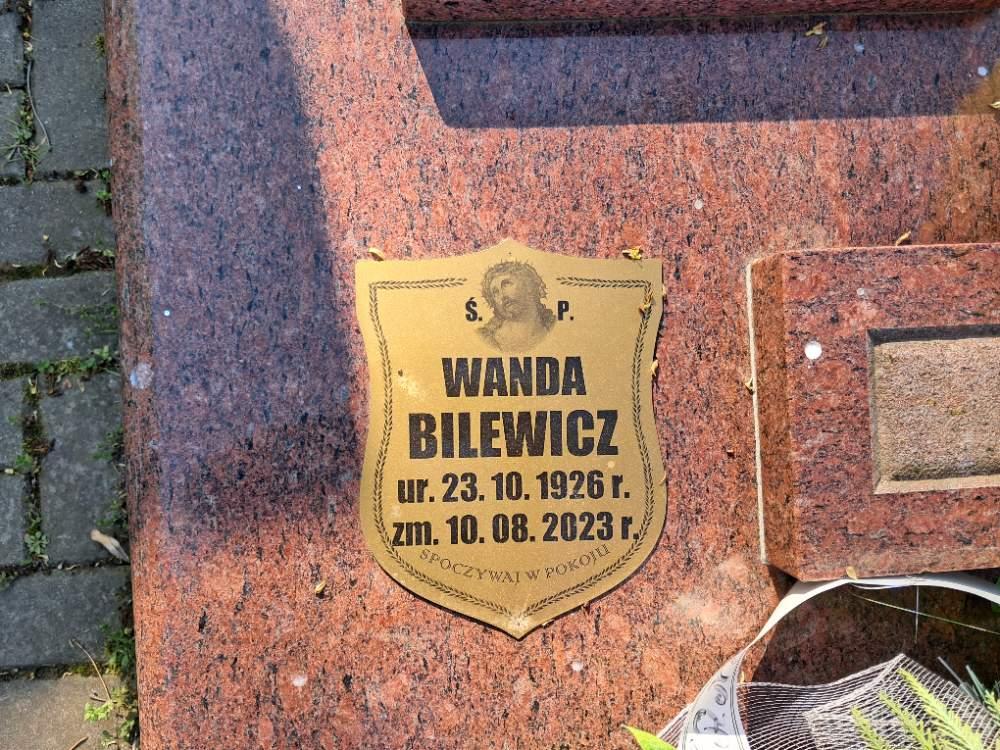 Ś. P.
WANDA
BILEWICZ
ur. 23. 10. 1926 r.
zm. 10. 08. 2023 r.
SPOCZYWAJ W POKOJU